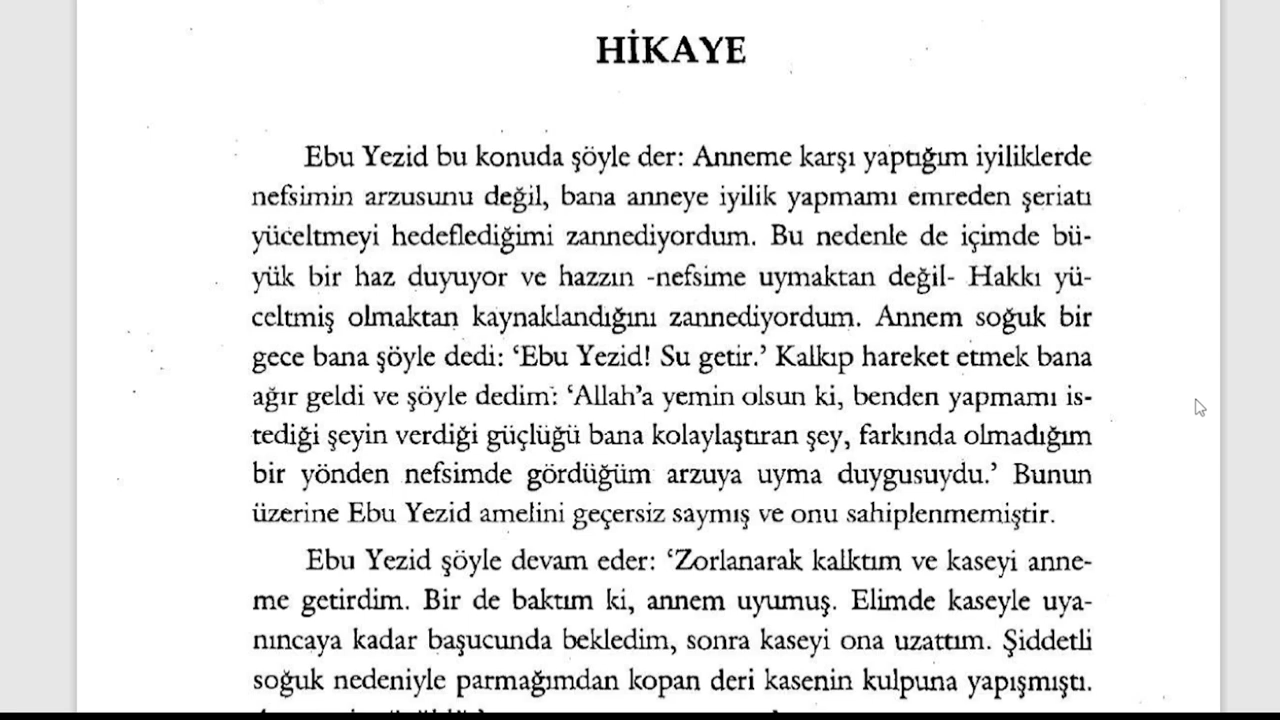 HİKAYE
Ebu Yezid bu konuda şöyle der: Anneme karşı yaptığım iyiliklerde
nefsimin arzusunu değil, bana anneye iyilik yapmamı emreden şeriatı
yüceltmeyi hedeflediğimi zannediyordum. Bu nedenle de içimde bü-
yük bir haz duyuyor ve hazzın -nefsime uymaktan değil- Hakkı yü-
celtmiş olmaktan kaynaklandığını zannediyordum. Annem soğuk bir
gece bana şöyle dedi: ‘Ebu Yezid! Su getir.’ Kalkıp hareket etmek bana
ağır geldi ve şöyle dedim: ‘Allah’a yemin olsun ki, benden yapmamı is-
tediği şeyin verdiği güçlüğü bana kolaylaştıran şey, farkında olmadığım
bir yönden nefsimde gördüğüm arzuya uyma duygusuydu.’ Bunun
üzerine Ebu Yezid amelini geçersiz saymış ve onu sahiplenmemiştir.
Ebu Yezid şöyle devam eder: ‘Zorlanarak kalktım ve kaseyi anne-
me getirdim. Bir de baktım ki, annem uyumuş. Elimde kaseyle uya-
nıncaya kadar başucunda bekledim, sonra kaseyi ona uzattım. Şiddetli
soğuk nedeniyle parmağımdan kopan deri kasenin kulpuna yapışmıştı.